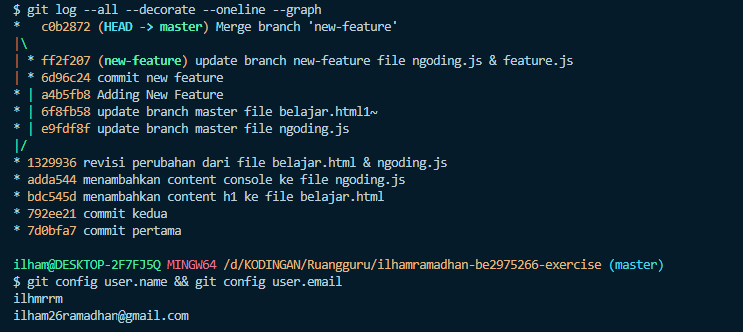 $ git log --all --decorate --oneline --graph
*   c0b2872 (HEAD -> master) Merge branch 'new-feature'
|\
| * ff2f207 (new-feature) update branch new-feature file ngoding.js & feature.js
| * 6d96c24 commit new feature
* | a4b5fb8 Adding New Feature
* | 6f8fb58 update branch master file belajar.html1~
* | e9fdf8f update branch master file ngoding.js
|/
* 1329936 revisi perubahan dari file belajar.html & ngoding.js
* adda544 menambahkan content console ke file ngoding.js
* bdc545d menambahkan content h1 ke file belajar.html
* 792ee21 commit kedua
* 7d0bfa7 commit pertama
ilham@DESKTOP-2F7FJ5Q MINGW64 /d/KODINGAN/Ruangguru/ilhamramadhan-be2975266-exercise (master)
$ git config user.name && git config user.email
ilhmrrm
ilham26ramadhan@gmail.com